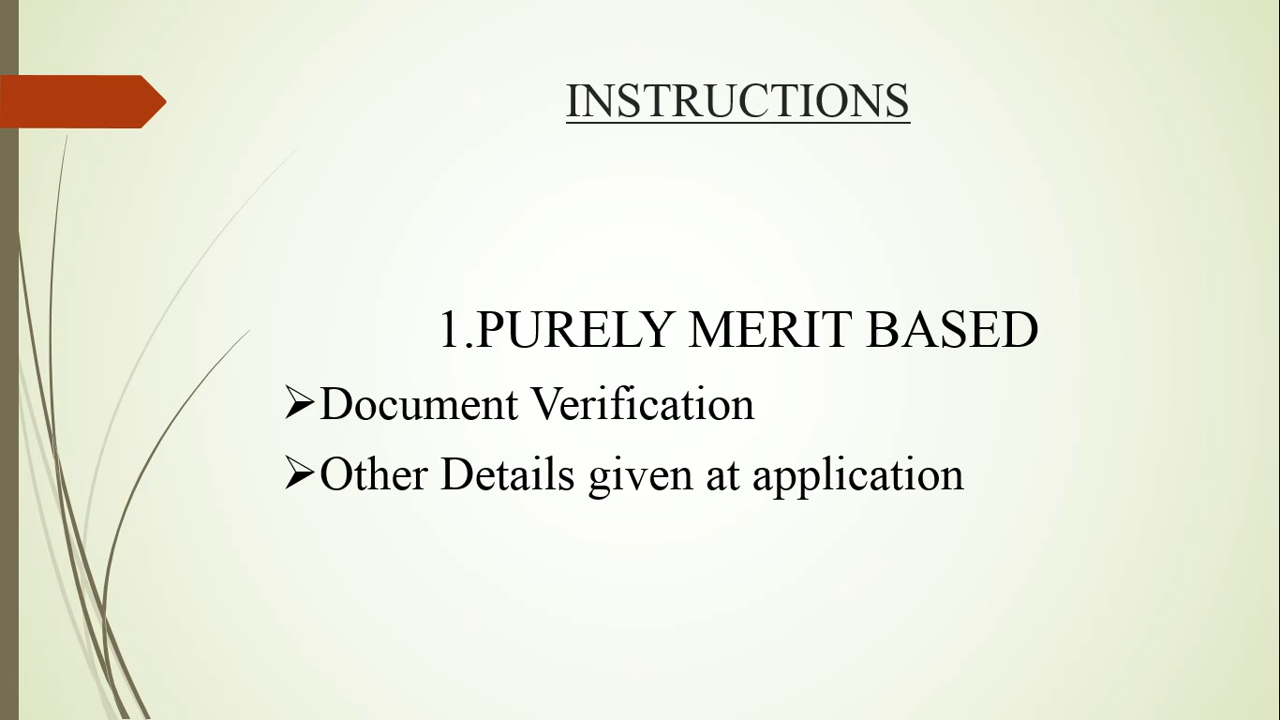 INSTRUCTIONS
1.PURELY MERIT BASED
➢Document Verification
➢Other Details given at application